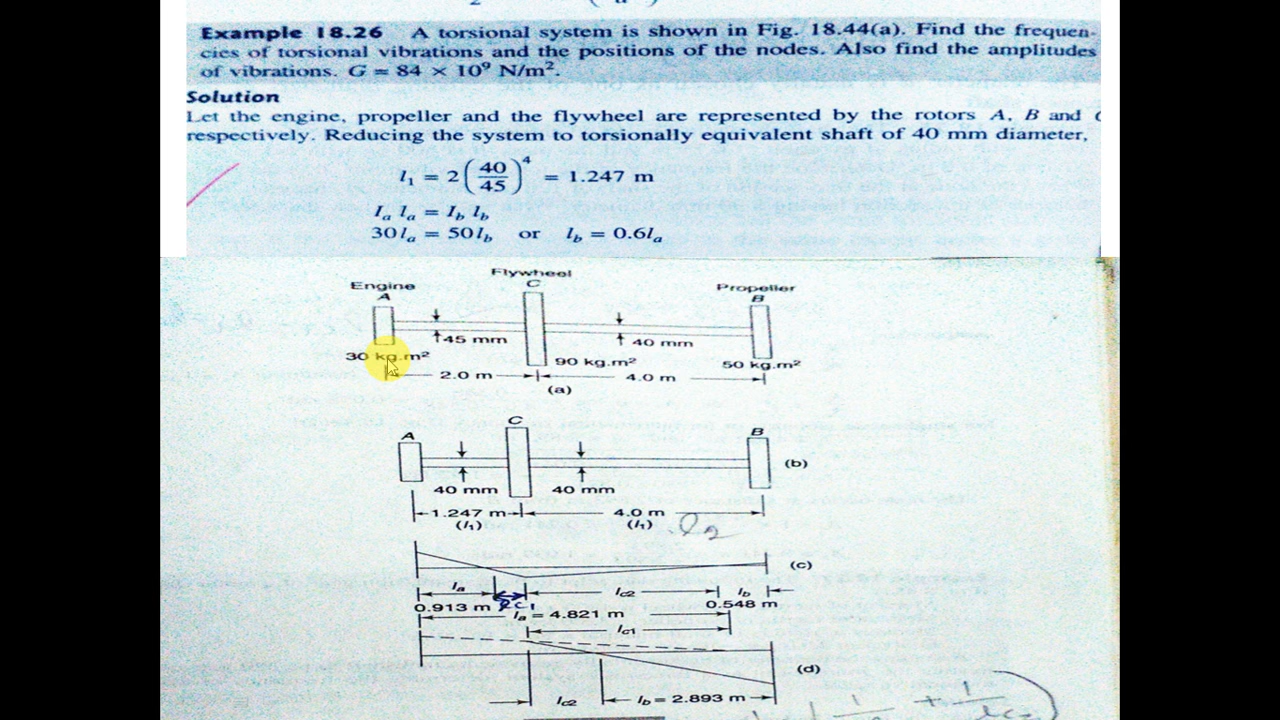 Example 18.26 A torsional system is shown in Fig. 18.44(a). Find the frequen-
cies of torsional vibrations and the positions of the nodes. Also find the amplitudes
of vibrations. G = 84 × 10⁹ N/m².
Solution
Let the engine, propeller and the flywheel are represented by the rotors A, B and
respectively. Reducing the system to torsionally equivalent shaft of 40 mm diameter,
l₁ = 2 (40/45)⁴ = 1.247 m
Iₐ lₐ = I_b l_b
30lₐ = 50l_b or l_b = 0.6lₐ
Flywheel
Engine C Propeller
A B
45 mm 40 mm
30 kg.m² 90 kg.m² 50 kg.m²
2.0 m 4.0 m
(a)
C
A B
(b)
40 mm 40 mm
1.247 m 4.0 m
(l₁) (l₁) l₂
(c)
lₐ l_c2 l_b
0.913 m lc₁ 0.548 m
lₐ = 4.821 m
l_c1
(d)
l_c2 l_b = 2.893 m